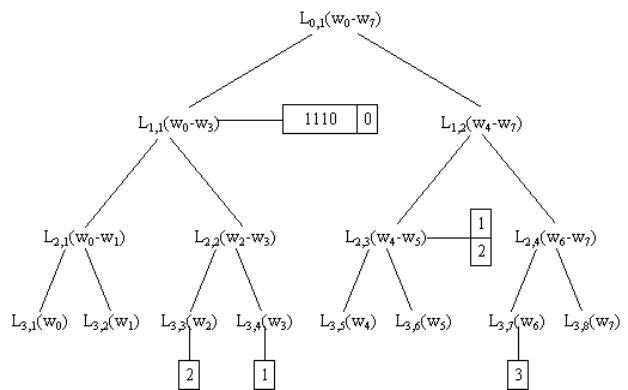 L0,1(w0-w7)
L1,1(w0-w3) 1110 0 L1,2(w4-w7)
1
L2,1(w0-w1) L2,2(w2-w3) L2,3(w4-w5) L2,4(w6-w7)
2
L3,1(w0) L3,2(w1) L3,3(w2) L3,4(w3) L3,5(w4) L3,6(w5) L3,7(w6) L3,8(w7)
2 1 3